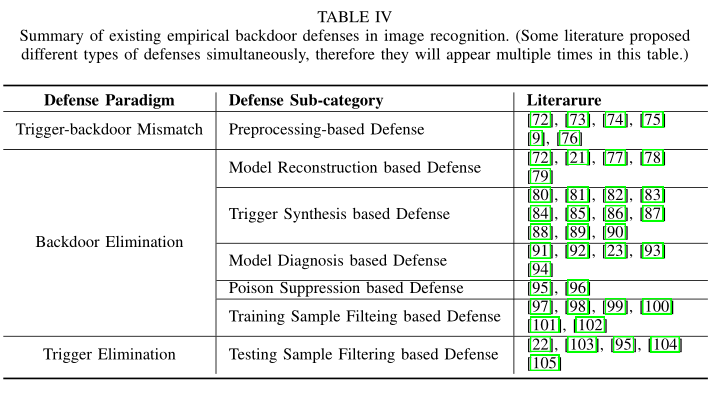 TABLE IV
Summary of existing empirical backdoor defenses in image recognition. (Some literature proposed
different types of defenses simultaneously, therefore they will appear multiple times in this table.)
Defense Paradigm Defense Sub-category Literarure
Trigger-backdoor Mismatch Preprocessing-based Defense [72], [73], [74], [75]
[9], [76]
Backdoor Elimination
Model Reconstruction based Defense [72], [21], [77], [78]
[79]
Trigger Synthesis based Defense [80], [81], [82], [83]
[84], [85], [86], [87]
[88], [89], [90]
Model Diagnosis based Defense [91], [92], [23], [93]
[94]
Poison Suppression based Defense [95], [96]
Training Sample Filteing based Defense [97], [98], [99], [100]
[101], [102]
Trigger Elimination Testing Sample Filtering based Defense [22], [103], [95], [104]
[105]